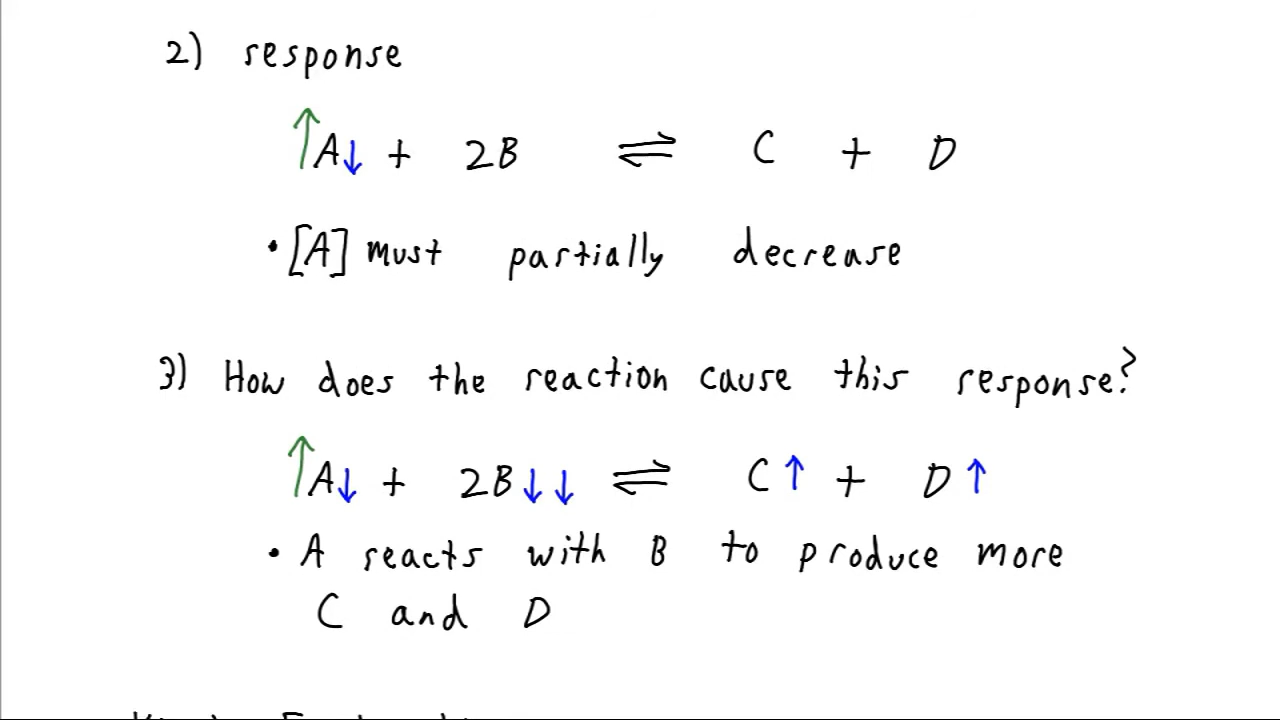 2) response
↑A↓ + 2B ⇌ C + D
• [A] must partially decrease
3) How does the reaction cause this response?
↑A↓ + 2B↓↓ ⇌ C↑ + D↑
• A reacts with B to produce more
C and D